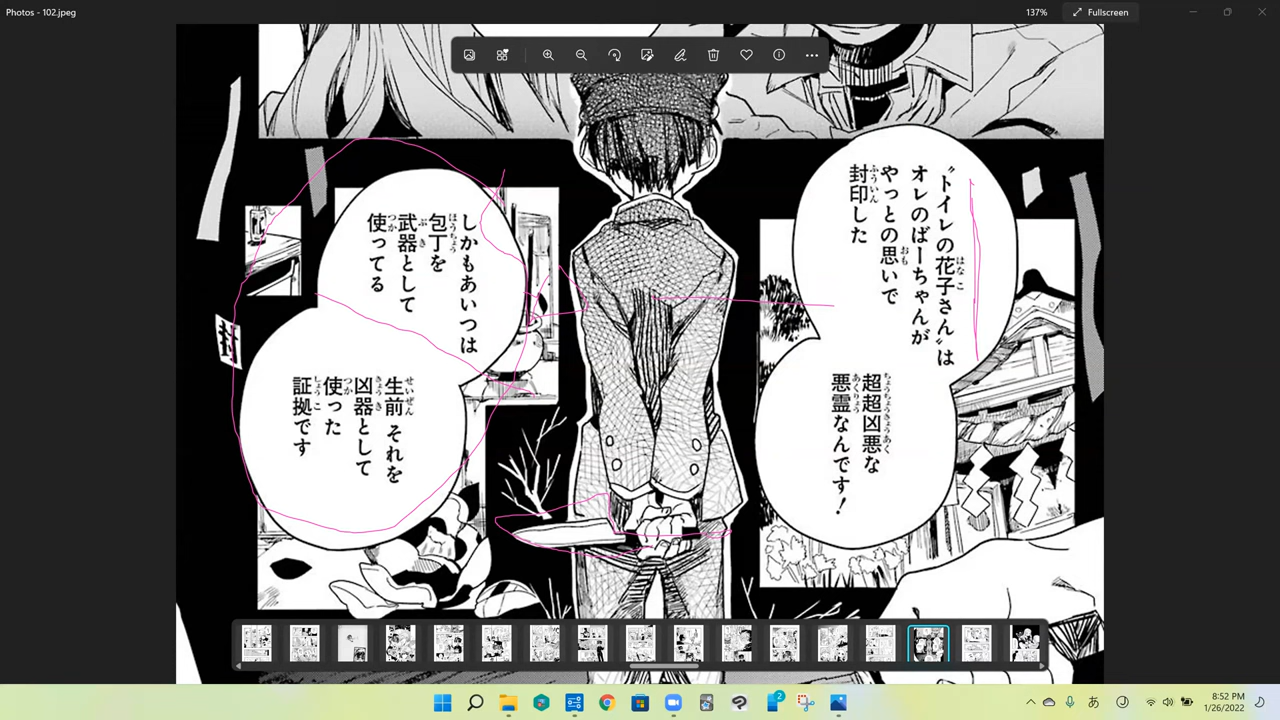 Photos - 102.jpeg
137%
Fullscreen
〝トイレの花子さん〟は
オレのばーちゃんが
やっとの思いで
封印した
超超凶悪な
悪霊なんです!
しかもあいつは
包丁を
武器として
使ってる
生前 それを
凶器として
使った
証拠です
封
2
あ
8:52 PM
1/26/2022